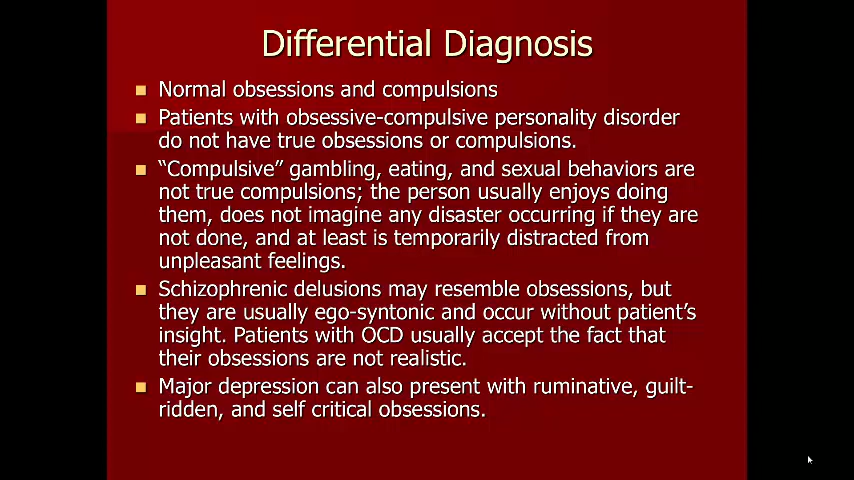 Differential Diagnosis
Normal obsessions and compulsions
Patients with obsessive-compulsive personality disorder
do not have true obsessions or compulsions.
“Compulsive” gambling, eating, and sexual behaviors are
not true compulsions; the person usually enjoys doing
them, does not imagine any disaster occurring if they are
not done, and at least is temporarily distracted from
unpleasant feelings.
Schizophrenic delusions may resemble obsessions, but
they are usually ego-syntonic and occur without patient’s
insight. Patients with OCD usually accept the fact that
their obsessions are not realistic.
Major depression can also present with ruminative, guilt-
ridden, and self critical obsessions.